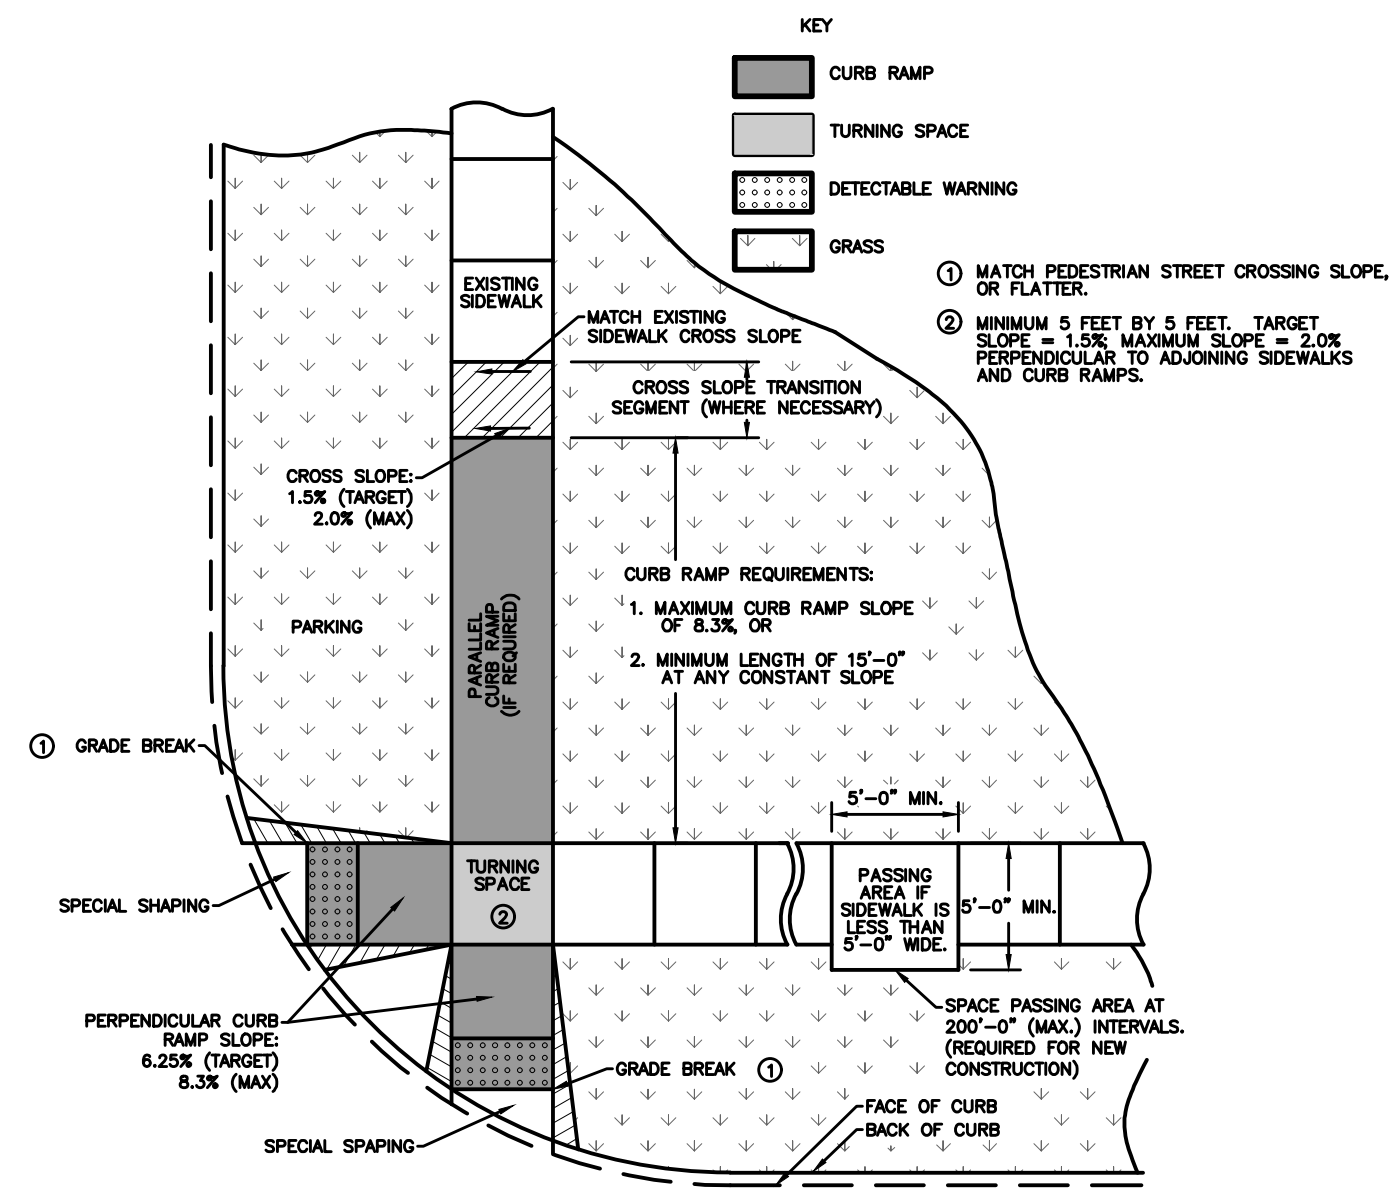 KEY
CURB RAMP
TURNING SPACE
DETECTABLE WARNING
GRASS
① MATCH PEDESTRIAN STREET CROSSING SLOPE,
OR FLATTER.
② MINIMUM 5 FEET BY 5 FEET. TARGET
SLOPE = 1.5%; MAXIMUM SLOPE = 2.0%
PERPENDICULAR TO ADJOINING SIDEWALKS
AND CURB RAMPS.
EXISTING
SIDEWALK
MATCH EXISTING
SIDEWALK CROSS SLOPE
CROSS SLOPE TRANSITION
SEGMENT (WHERE NECESSARY)
CROSS SLOPE:
1.5% (TARGET)
2.0% (MAX)
CURB RAMP REQUIREMENTS:
1. MAXIMUM CURB RAMP SLOPE
OF 8.3%, OR
2. MINIMUM LENGTH OF 15'-0"
AT ANY CONSTANT SLOPE
PARKING
PARALLEL
CURB RAMP
(IF REQUIRED)
① GRADE BREAK
5'-0" MIN.
TURNING
SPACE
②
PASSING
AREA IF
SIDEWALK IS
LESS THAN
5'-0" WIDE.
5'-0" MIN.
SPECIAL SHAPING
SPACE PASSING AREA AT
200'-0" (MAX.) INTERVALS.
(REQUIRED FOR NEW
CONSTRUCTION)
PERPENDICULAR CURB
RAMP SLOPE:
6.25% (TARGET)
8.3% (MAX)
GRADE BREAK ①
FACE OF CURB
BACK OF CURB
SPECIAL SPAPING